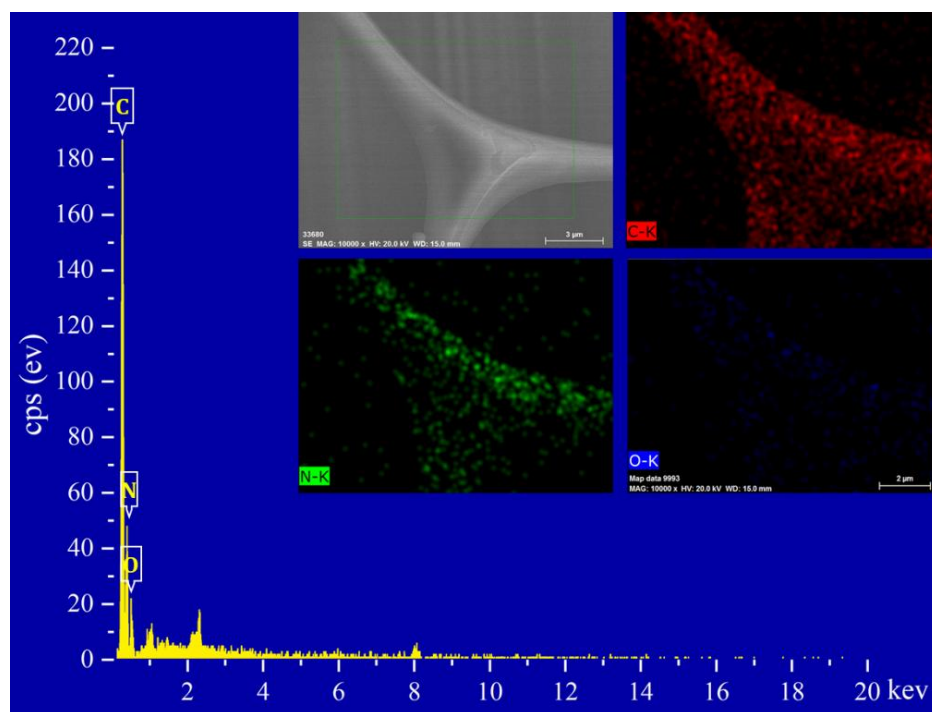 220
200
180
160
140
120
100
80
60
40
20
0
cps (ev)
C
N
O
33680
SE MAG: 10000 x HV: 20.0 kV WD: 15.0 mm
3 µm
C-K
N-K
O-K
Map data 9993
MAG: 10000 x HV: 20.0 kV WD: 15.0 mm
2 µm
2 4 6 8 10 12 14 16 18 20 kev